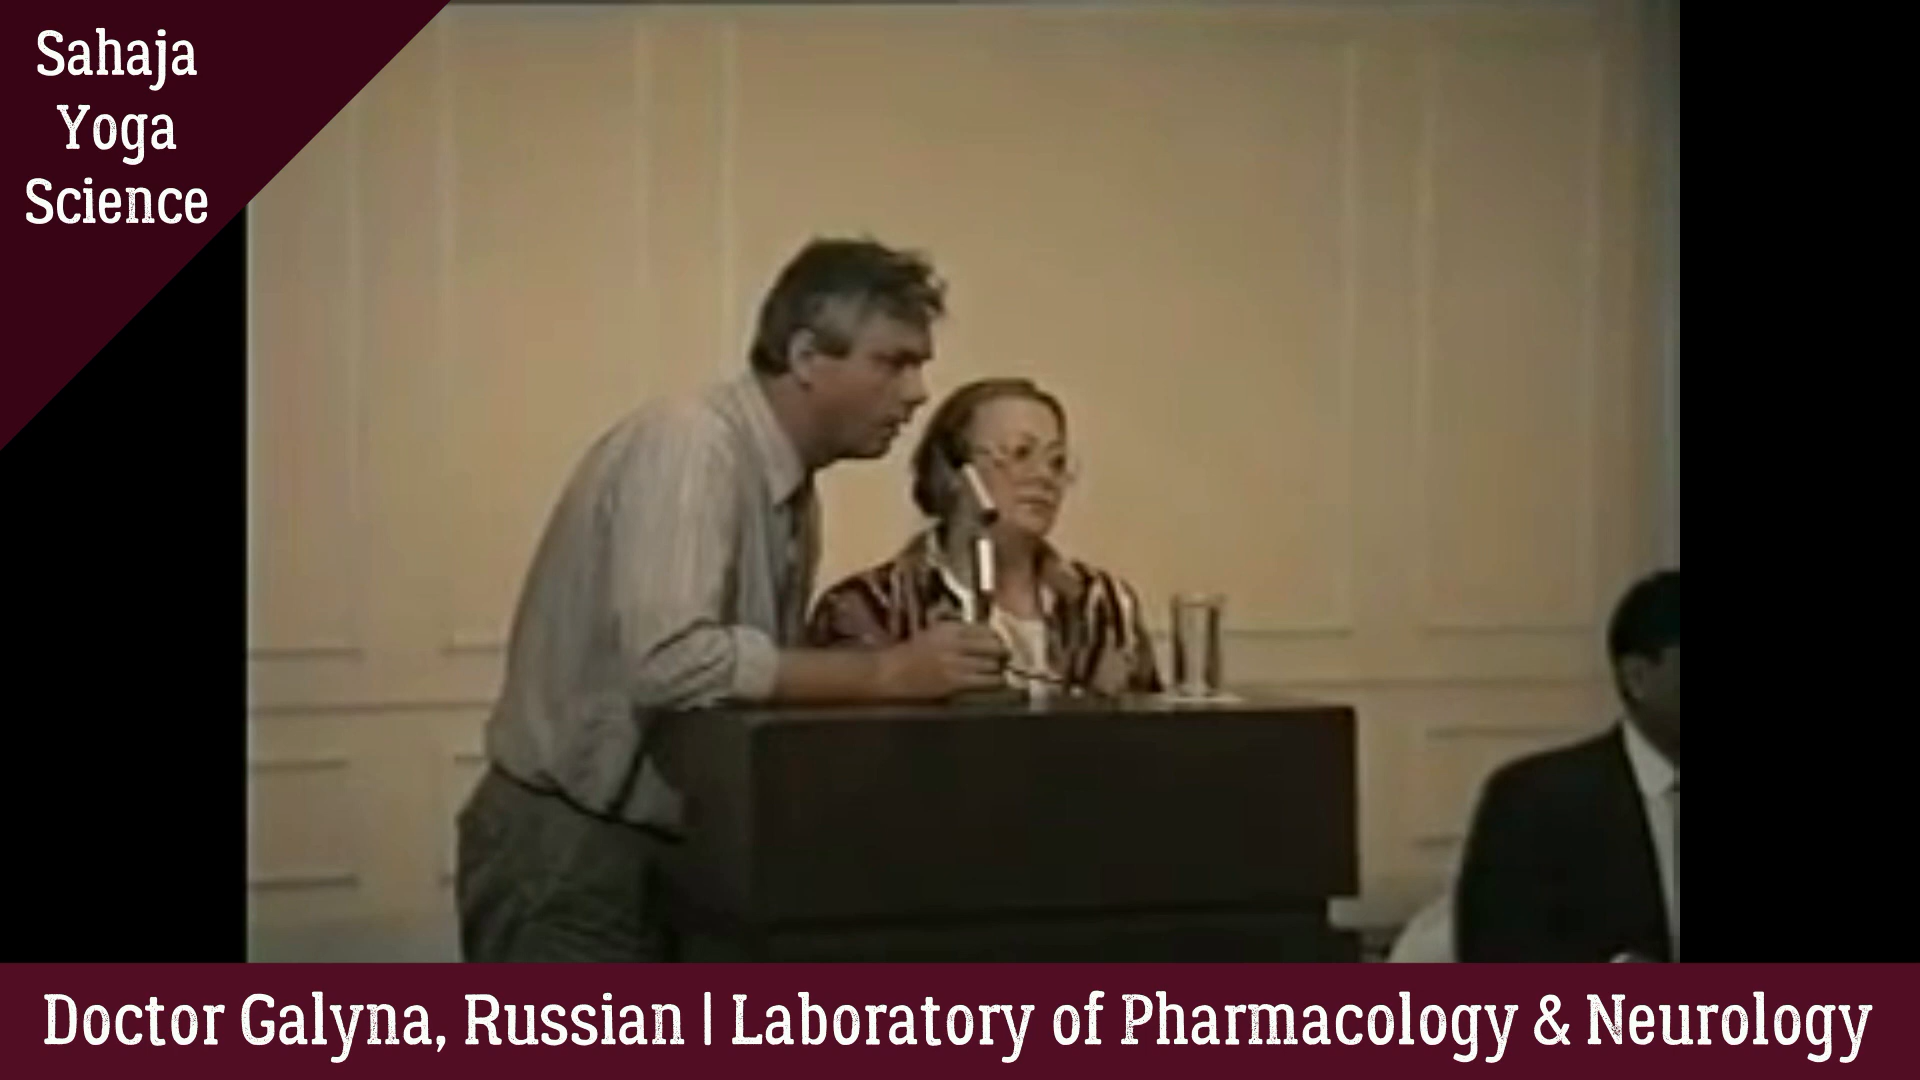 Sahaja
Yoga
Science
Doctor Galyna, Russian | Laboratory of Pharmacology & Neurology